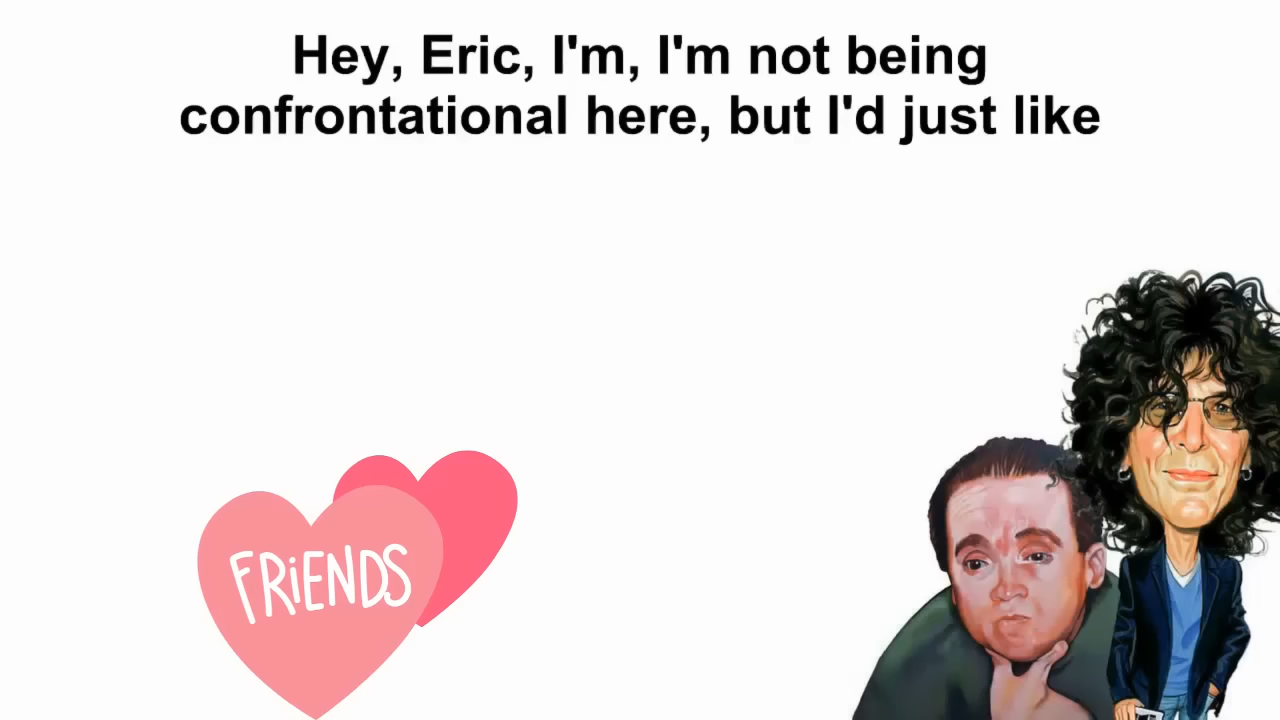 Hey, Eric, I'm, I'm not being
confrontational here, but I'd just like
FRiENDS